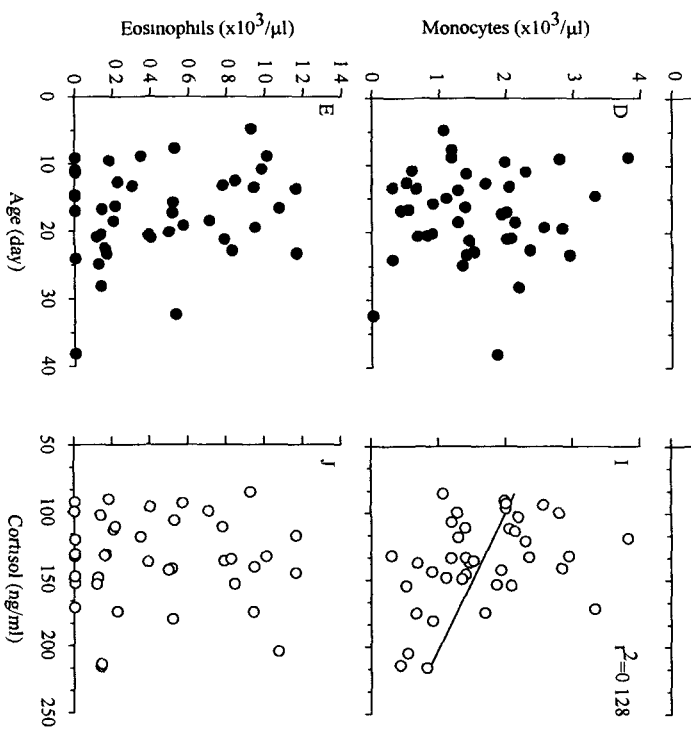 Eosinophils (x10³/µl)
Monocytes (x10³/µl)
0 0 2 0 4 0 6 0 8 1 0 1 2 1 4
0 1 2 3 4
0
E
D
0 10 20 30 40
Age (day)
J
I
r²=0 128
50 100 150 200 250
Cortisol (ng/ml)